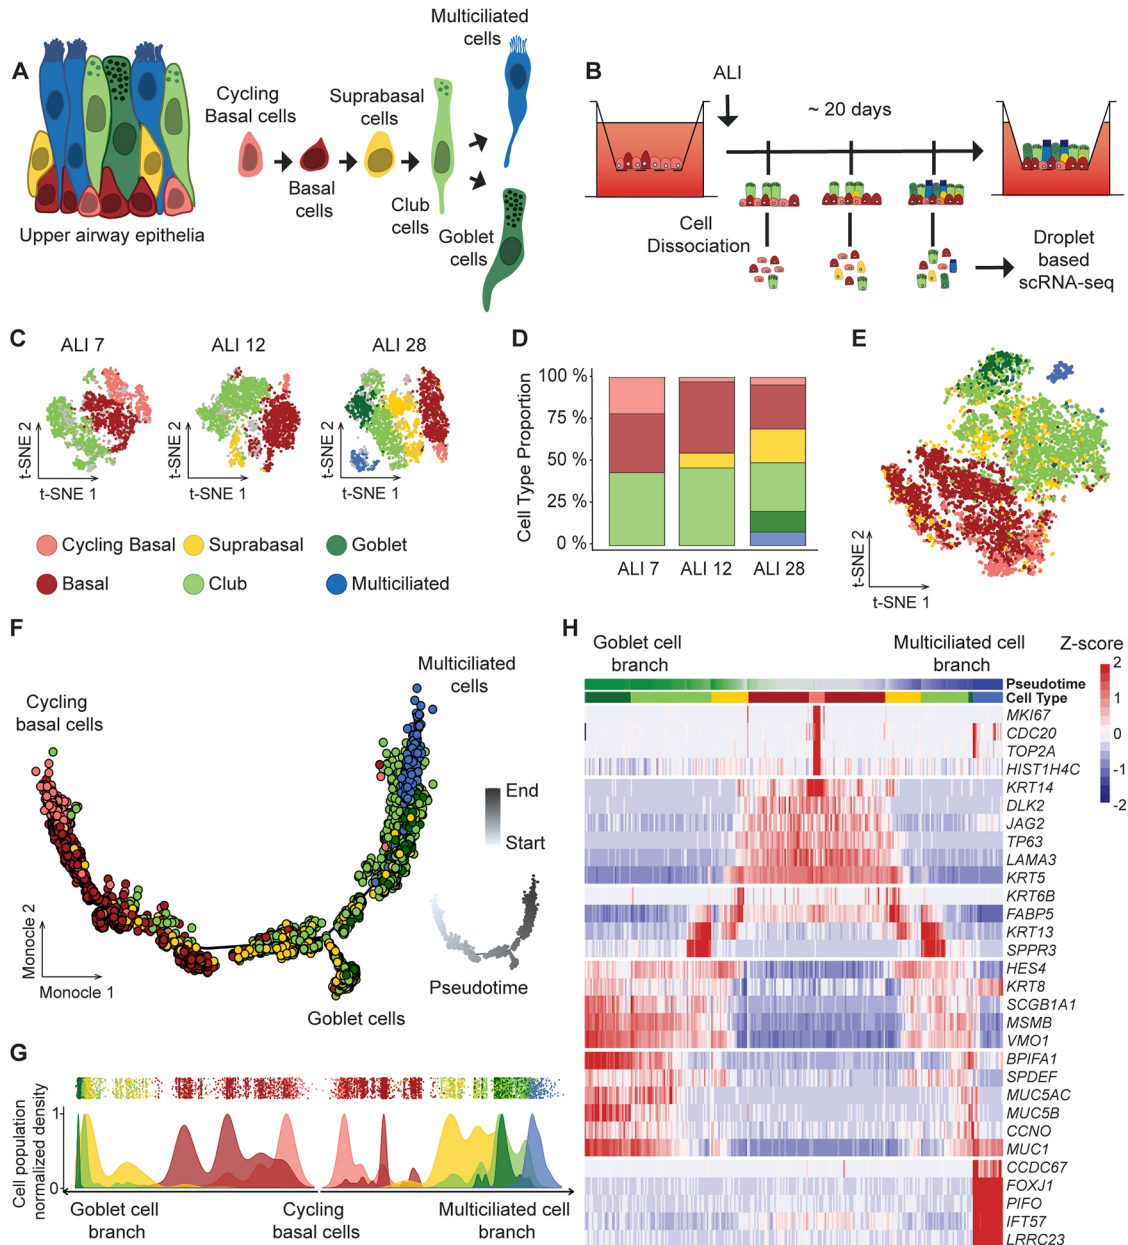 A
Multiciliated
cells
Cycling
Basal cells
Suprabasal
cells
Basal
cells
Club
cells
Goblet
cells
Upper airway epithelia
B
ALI
~ 20 days
Cell
Dissociation
Droplet
based
scRNA-seq
C
ALI 7
ALI 12
ALI 28
t-SNE 2
t-SNE 1
t-SNE 2
t-SNE 1
t-SNE 2
t-SNE 1
Cycling Basal
Suprabasal
Goblet
Basal
Club
Multiciliated
D
Cell Type Proportion
100 %
75 %
50 %
25 %
0 %
ALI 7
ALI 12
ALI 28
E
t-SNE 2
t-SNE 1
F
Cycling
basal cells
Multiciliated
cells
End
Start
Pseudotime
Monocle 2
Monocle 1
Goblet cells
G
Cell population
normalized density
1
0
Goblet cell
branch
Cycling
basal cells
Multiciliated cell
branch
H
Goblet cell
branch
Multiciliated cell
branch
Z-score
2
1
0
-1
-2
Pseudotime
Cell Type
MKI67
CDC20
TOP2A
HIST1H4C
KRT14
DLK2
JAG2
TP63
LAMA3
KRT5
KRT6B
FABP5
KRT13
SPPR3
HES4
KRT8
SCGB1A1
MSMB
VMO1
BPIFA1
SPDEF
MUC5AC
MUC5B
CCNO
MUC1
CCDC67
FOXJ1
PIFO
IFT57
LRRC23